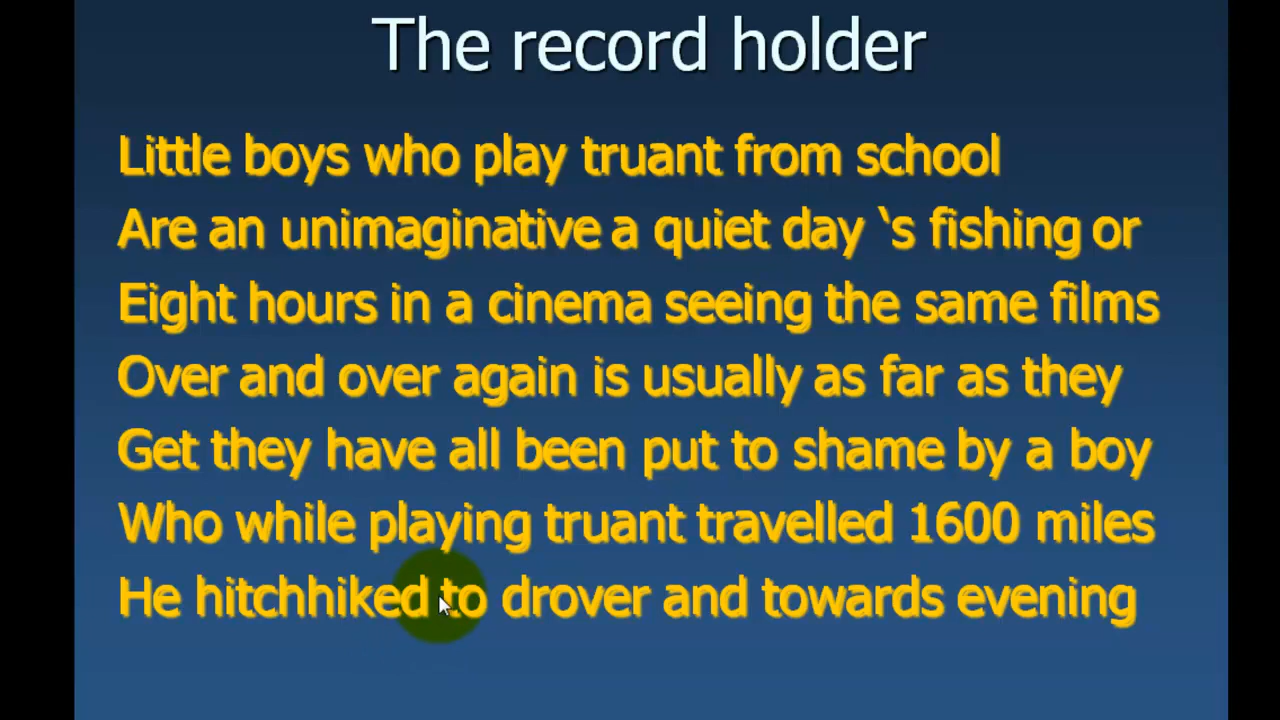 The record holder
Little boys who play truant from school
Are an unimaginative a quiet day ‘s fishing or
Eight hours in a cinema seeing the same films
Over and over again is usually as far as they
Get they have all been put to shame by a boy
Who while playing truant travelled 1600 miles
He hitchhiked to drover and towards evening